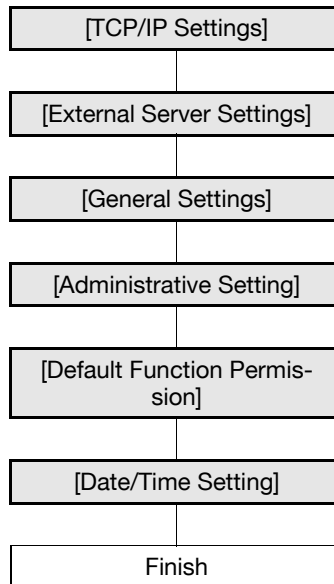 [TCP/IP Settings]
[External Server Settings]
[General Settings]
[Administrative Setting]
[Default Function Permis-
sion]
[Date/Time Setting]
Finish